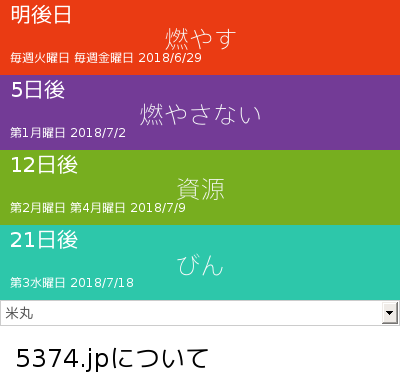 明後日
燃やす
毎週火曜日 毎週金曜日 2018/6/29
5日後
燃やさない
第1月曜日 2018/7/2
12日後
資源
第2月曜日 第4月曜日 2018/7/9
21日後
びん
第3水曜日 2018/7/18
米丸
5374.jpについて